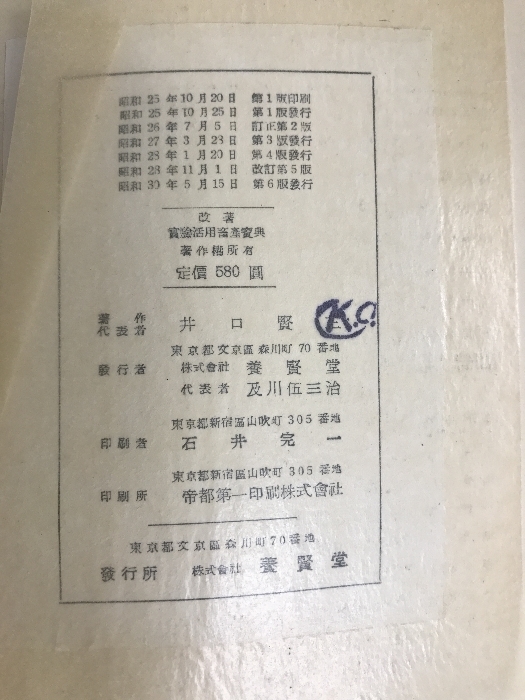 昭和 25 年 10 月 20 日 第 1 版印刷
昭和 25 年 10 月 25 日 第 1 版發行
昭和 26 年 7 月 5 日 訂正第 2 版
昭和 27 年 3 月 28 日 第 3 版發行
昭和 28 年 1 月 20 日 第 4 版發行
昭和 28 年 11 月 1 日 改訂第 5 版
昭和 30 年 5 月 15 日 第 6 版發行
改著
實驗活用畜產寶典
著作權所有
定價 580 圓
著作代表者 井口賢
K.O.
東京都文京區森川町 70 番地
發行者 株式會社 養賢堂
代表者 及川伍三治
東京都新宿區山吹町 305 番地
印刷者 石井完一
東京都新宿區山吹町 305 番地
印刷所 帝都第一印刷株式會社
東京都文京區森川町 70 番地
發行所 株式會社 養賢堂